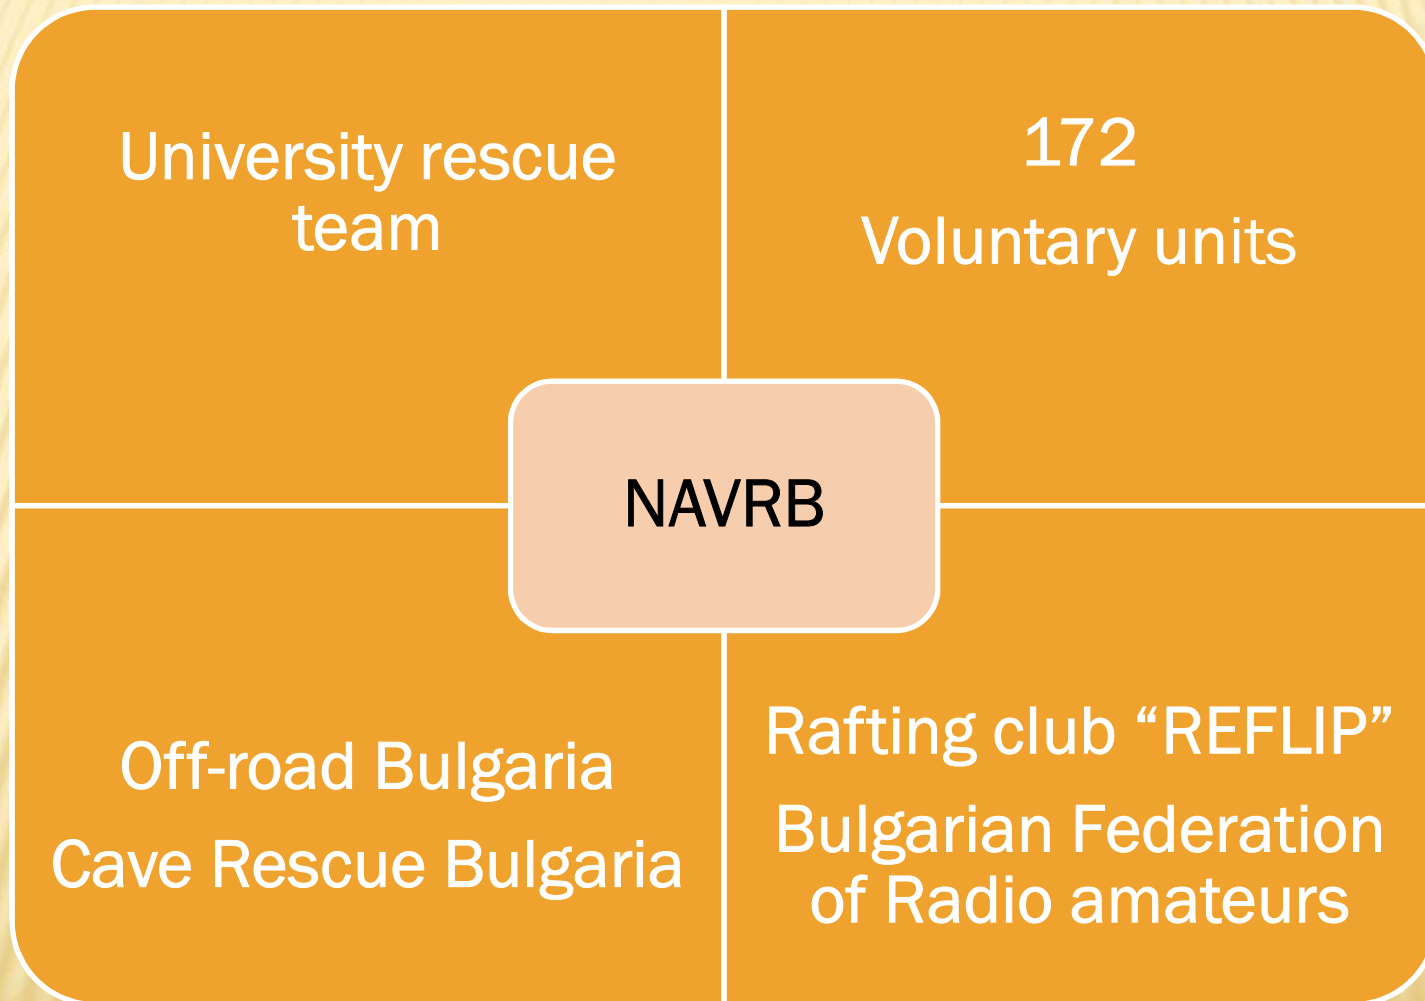 University rescue
team
172
Voluntary units
NAVRB
Off-road Bulgaria
Cave Rescue Bulgaria
Rafting club “REFLIP”
Bulgarian Federation
of Radio amateurs